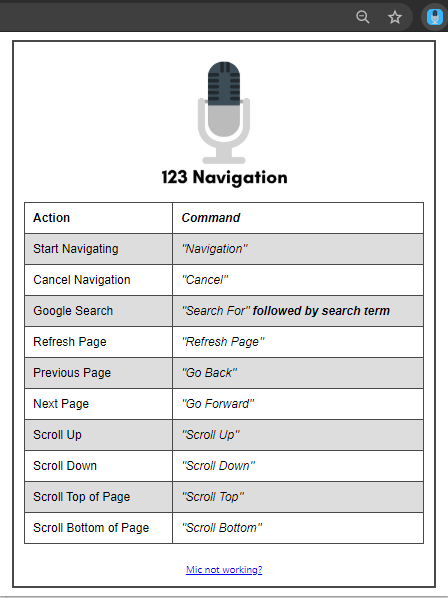 123 Navigation
Action Command
Start Navigating "Navigation"
Cancel Navigation "Cancel"
Google Search "Search For" followed by search term
Refresh Page "Refresh Page"
Previous Page "Go Back"
Next Page "Go Forward"
Scroll Up "Scroll Up"
Scroll Down "Scroll Down"
Scroll Top of Page "Scroll Top"
Scroll Bottom of Page "Scroll Bottom"
Mic not working?